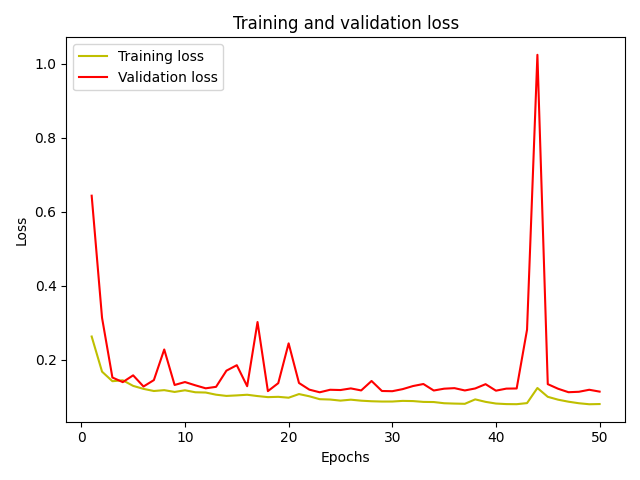 Training and validation loss
Training loss
Validation loss
1.0
0.8
0.6
0.4
0.2
Loss
0 10 20 30 40 50
Epochs